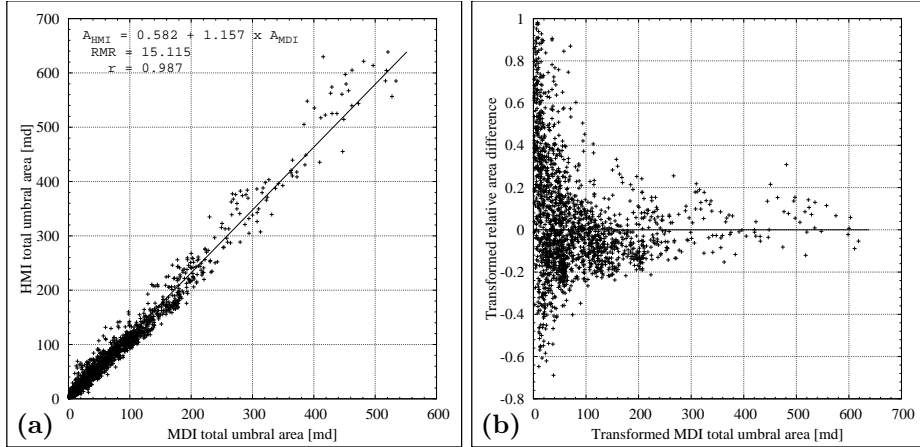 A_HMI = 0.582 + 1.157 x A_MDI
RMR = 15.115
r = 0.987
HMI total umbral area [md]
700
600
500
400
300
200
100
0
0 100 200 300 400 500 600
MDI total umbral area [md]
(a)
Transformed relative area difference
1
0.8
0.6
0.4
0.2
0
-0.2
-0.4
-0.6
-0.8
0 100 200 300 400 500 600 700
Transformed MDI total umbral area [md]
(b)